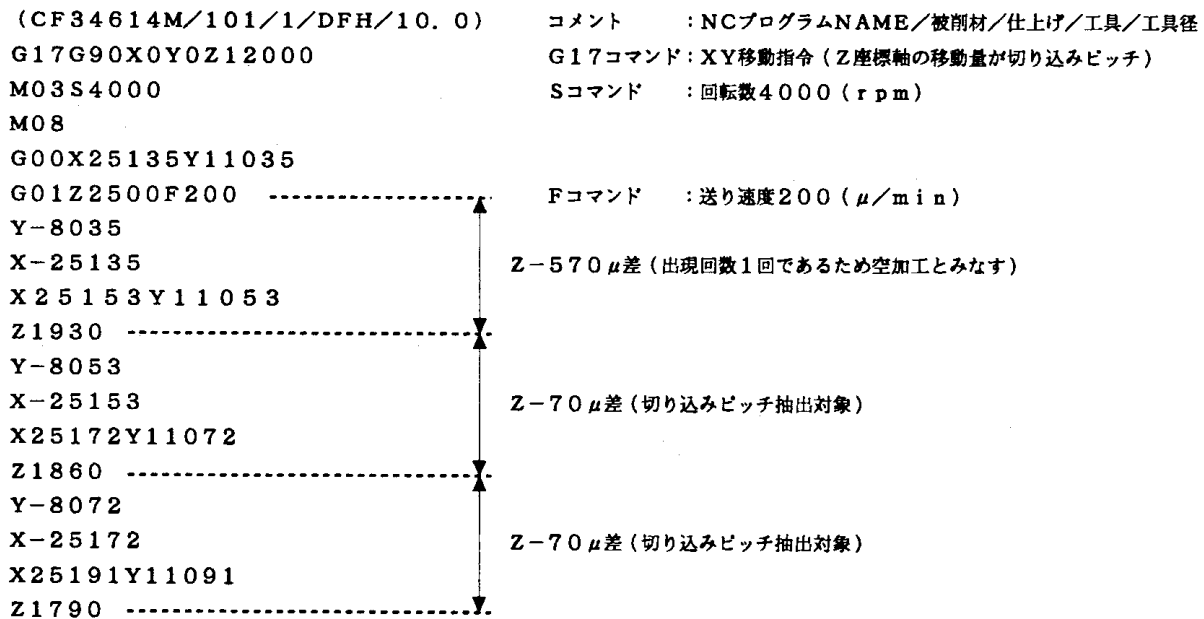 (CF34614M/101/1/DFH/10.0) コメント :NCプログラムNAME/被削材/仕上げ/工具/工具径
G17G90X0Y0Z12000 G17コマンド:XY移動指令(Z座標軸の移動量が切り込みピッチ)
M03S4000 Sコマンド :回転数4000(rpm)
M08
G00X25135Y11035
G01Z2500F200 Fコマンド :送り速度200(μ/min)
Y-8035
X-25135 Z-570μ差(出現回数1回であるため空加工とみなす)
X25153Y11053
Z1930
Y-8053
X-25153 Z-70μ差(切り込みピッチ抽出対象)
X25172Y11072
Z1860
Y-8072
X-25172 Z-70μ差(切り込みピッチ抽出対象)
X25191Y11091
Z1790